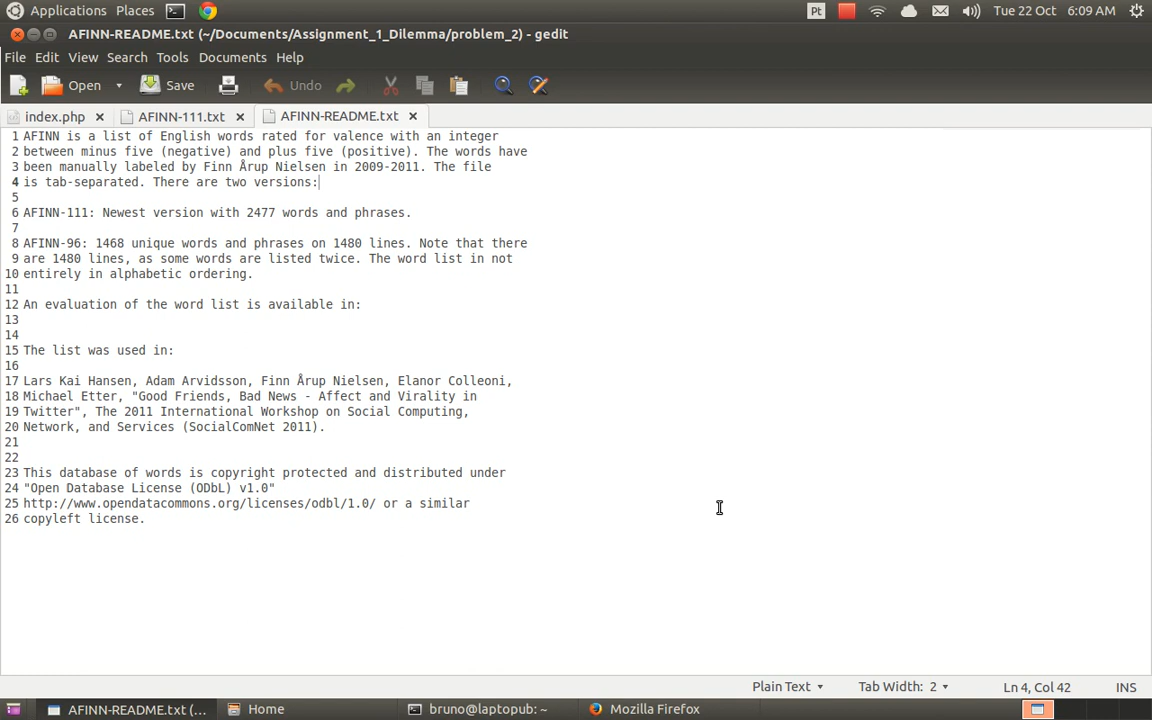 Applications Places Pt Tue 22 Oct 6:09 AM
AFINN-README.txt (~/Documents/Assignment_1_Dilemma/problem_2) - gedit
File Edit View Search Tools Documents Help
Open Save Undo
index.php AFINN-111.txt AFINN-README.txt
1 AFINN is a list of English words rated for valence with an integer
2 between minus five (negative) and plus five (positive). The words have
3 been manually labeled by Finn Årup Nielsen in 2009-2011. The file
4 is tab-separated. There are two versions:
5
6 AFINN-111: Newest version with 2477 words and phrases.
7
8 AFINN-96: 1468 unique words and phrases on 1480 lines. Note that there
9 are 1480 lines, as some words are listed twice. The word list in not
10 entirely in alphabetic ordering.
11
12 An evaluation of the word list is available in:
13
14
15 The list was used in:
16
17 Lars Kai Hansen, Adam Arvidsson, Finn Årup Nielsen, Elanor Colleoni,
18 Michael Etter, "Good Friends, Bad News - Affect and Virality in
19 Twitter", The 2011 International Workshop on Social Computing,
20 Network, and Services (SocialComNet 2011).
21
22
23 This database of words is copyright protected and distributed under
24 "Open Database License (ODbL) v1.0"
25 http://www.opendatacommons.org/licenses/odbl/1.0/ or a similar
26 copyleft license.
Plain Text Tab Width: 2 Ln 4, Col 42 INS
AFINN-README.txt (... Home bruno@laptopub: ~ Mozilla Firefox